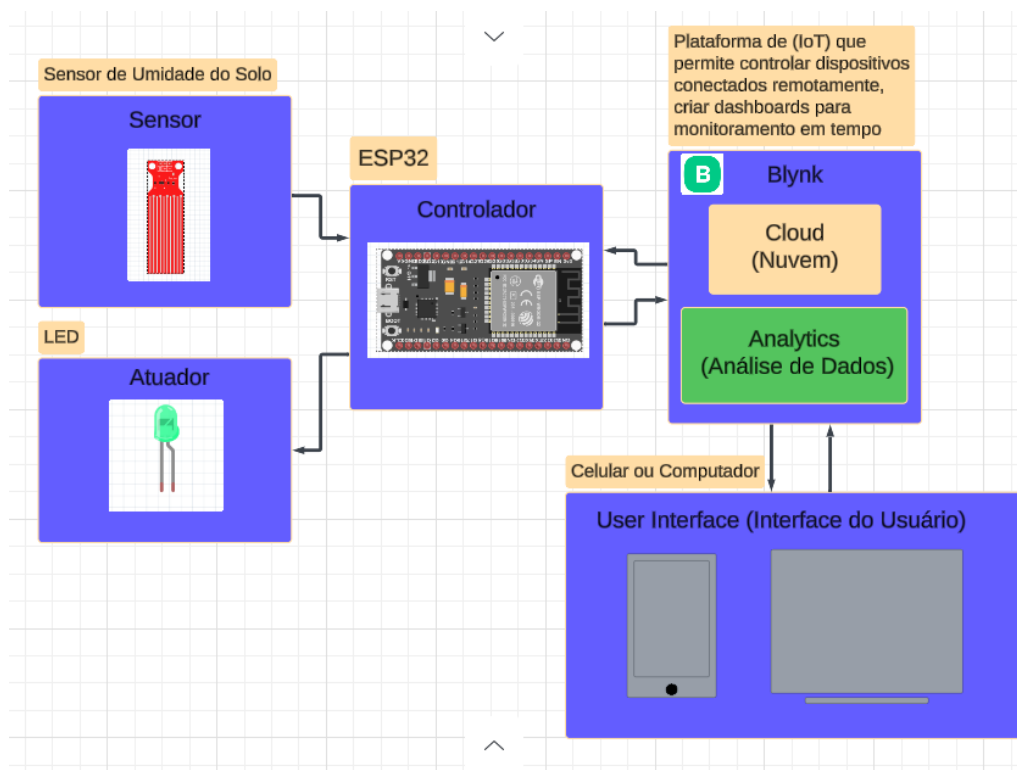 Sensor de Umidade do Solo
Sensor
LED
Atuador
ESP32
Controlador
Plataforma de (IoT) que
permite controlar dispositivos
conectados remotamente,
criar dashboards para
monitoramento em tempo
B
Blynk
Cloud
(Nuvem)
Analytics
(Análise de Dados)
Celular ou Computador
User Interface (Interface do Usuário)